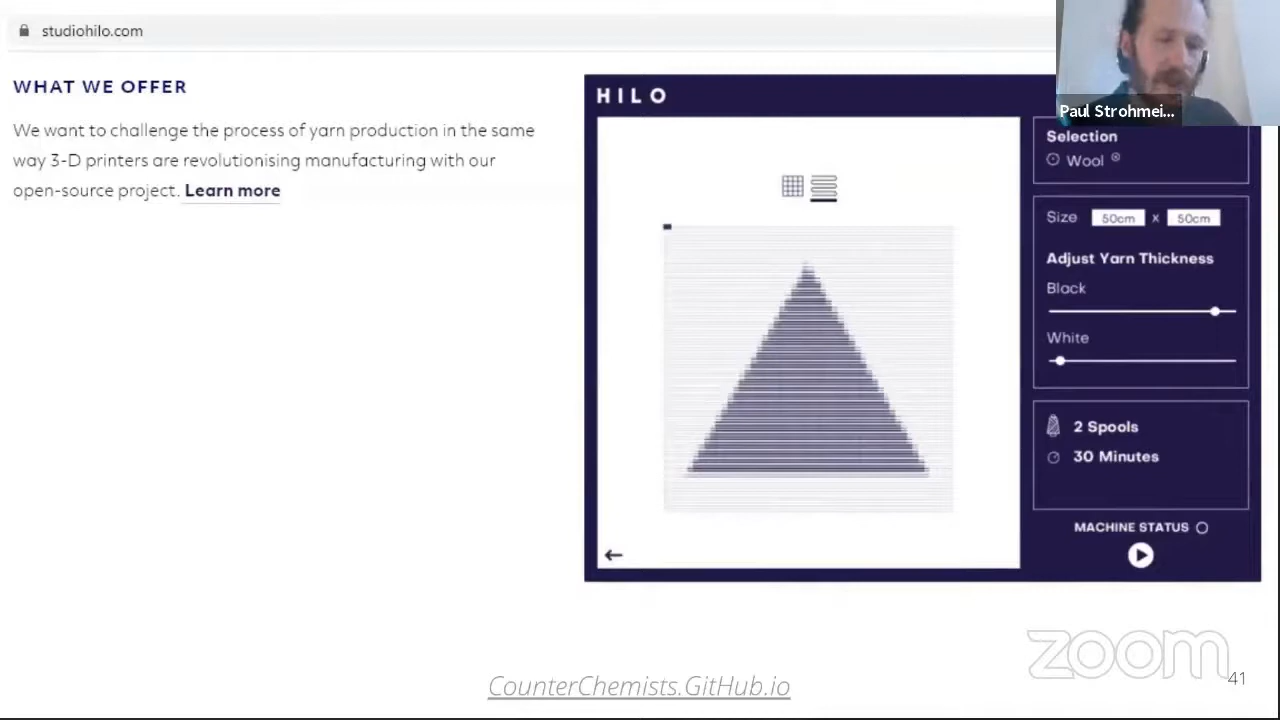 studiohilo.com
WHAT WE OFFER
We want to challenge the process of yarn production in the same
way 3-D printers are revolutionising manufacturing with our
open-source project. Learn more
HILO
Paul Strohmei...
Selection
Wool
Size 50cm x 50cm
Adjust Yarn Thickness
Black
White
2 Spools
30 Minutes
MACHINE STATUS
zoom
CounterChemists.GitHub.io
41